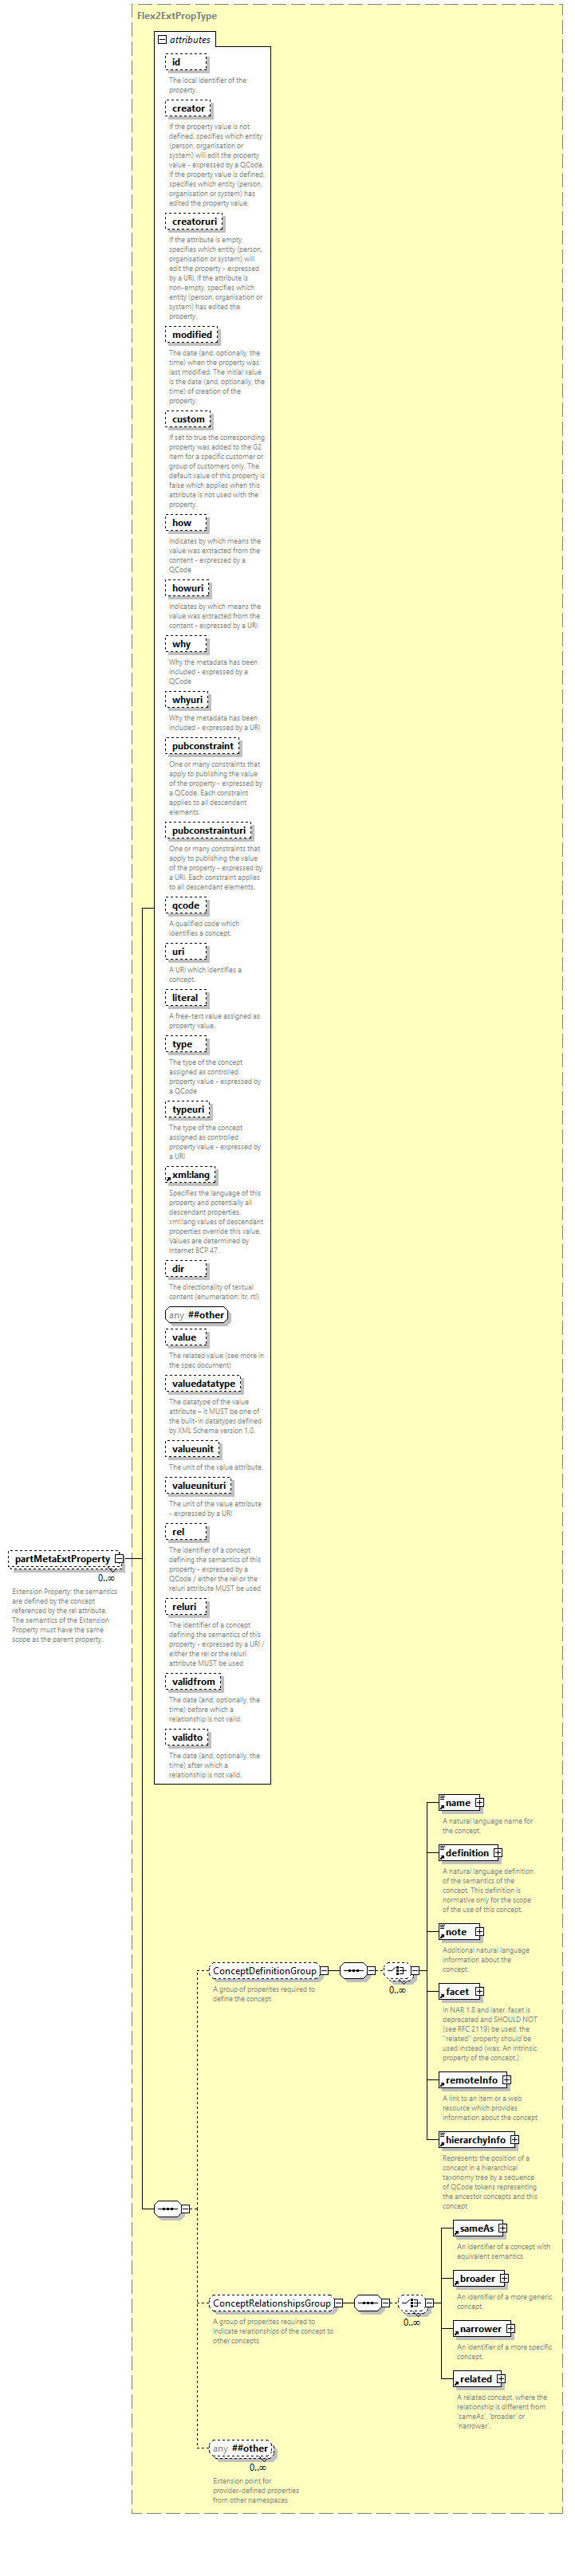 Flex2ExtPropType
attributes
id
The local identifier of the
property.
creator
If the property value is not
defined, specifies which entity
(person, organisation or
system) will edit the property
value - expressed by a QCode.
If the property value is defined,
specifies which entity (person,
organisation or system) has
edited the property value.
creatoruri
If the attribute is empty,
specifies which entity (person,
organisation or system) will
edit the property - expressed
by a URI. If the attribute is
non-empty, specifies which
entity (person, organisation or
system) has edited the
property.
modified
The date (and, optionally, the
time) when the property was
last modified. The initial value
is the date (and, optionally, the
time) of creation of the
property.
custom
If set to true the corresponding
property was added to the G2
Item for a specific customer or
group of customers only. The
default value of this property is
false which applies when this
attribute is not used with the
property.
how
Indicates by which means the
value was extracted from the
content - expressed by a
QCode
howuri
Indicates by which means the
value was extracted from the
content - expressed by a URI
why
Why the metadata has been
included - expressed by a
QCode
whyuri
Why the metadata has been
included - expressed by a URI
pubconstraint
One or many constraints that
apply to publishing the value
of the property - expressed by
a QCode. Each constraint
applies to all descendant
elements.
pubconstrainturi
One or many constraints that
apply to publishing the value
of the property - expressed by
a URI. Each constraint applies
to all descendant elements.
qcode
A qualified code which
identifies a concept.
uri
A URI which identifies a
concept.
literal
A free-text value assigned as
property value.
type
The type of the concept
assigned as controlled
property value - expressed by
a QCode
typeuri
The type of the concept
assigned as controlled
property value - expressed by
a URI
xml:lang
Specifies the language of this
property and potentially all
descendant properties.
xml:lang values of descendant
properties override this value.
Values are determined by
Internet BCP 47.
dir
The directionality of textual
content (enumeration: ltr, rtl)
any ##other
value
The related value (see more in
the spec document)
valuedatatype
The datatype of the value
attribute – it MUST be one of
the built-in datatypes defined
by XML Schema version 1.0.
valueunit
The unit of the value attribute.
valueunituri
The unit of the value attribute
- expressed by a URI
rel
The identifier of a concept
defining the semantics of this
property - expressed by a
QCode / either the rel or the
reluri attribute MUST be used
reluri
The identifier of a concept
defining the semantics of this
property - expressed by a URI /
either the rel or the reluri
attribute MUST be used
validfrom
The date (and, optionally, the
time) before which a
relationship is not valid.
validto
The date (and, optionally, the
time) after which a
relationship is not valid.
partMetaExtProperty
0..∞
Extension Property; the semantics
are defined by the concept
referenced by the rel attribute.
The semantics of the Extension
Property must have the same
scope as the parent property.
ConceptDefinitionGroup
0..∞
A group of properites required to
define the concept
name
A natural language name for
the concept.
definition
A natural language definition
of the semantics of the
concept. This definition is
normative only for the scope
of the use of this concept.
note
Additional natural language
information about the
concept.
facet
In NAR 1.8 and later, facet is
deprecated and SHOULD NOT
(see RFC 2119) be used, the
"related" property should be
used instead (was: An intrinsic
property of the concept.)
remoteInfo
A link to an item or a web
resource which provides
information about the concept
hierarchyInfo
Represents the position of a
concept in a hierarchical
taxonomy tree by a sequence
of QCode tokens representing
the ancestor concepts and this
concept
ConceptRelationshipsGroup
0..∞
A group of properites required to
indicate relationships of the concept to
other concepts
sameAs
An identifier of a concept with
equivalent semantics
broader
An identifier of a more generic
concept.
narrower
An identifier of a more specific
concept.
related
A related concept, where the
relationship is different from
'sameAs', 'broader' or
'narrower'.
any ##other
0..∞
Extension point for
provider-defined properties
from other namespaces